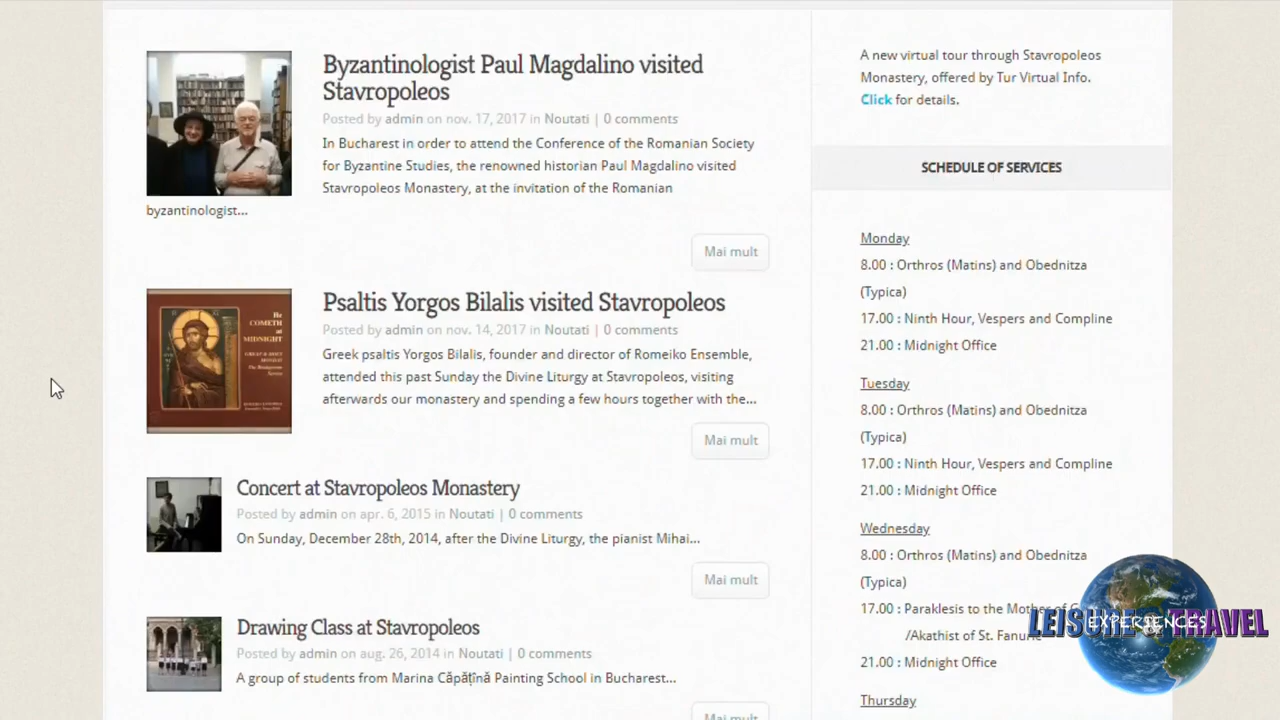 Byzantinologist Paul Magdalino visited
Stavropoleos
Posted by admin on nov. 17, 2017 in Noutati | 0 comments
In Bucharest in order to attend the Conference of the Romanian Society
for Byzantine Studies, the renowned historian Paul Magdalino visited
Stavropoleos Monastery, at the invitation of the Romanian
byzantinologist...
Mai mult
He
COMETH
at
MIDNIGHT
Psaltis Yorgos Bilalis visited Stavropoleos
Posted by admin on nov. 14, 2017 in Noutati | 0 comments
Greek psaltis Yorgos Bilalis, founder and director of Romeiko Ensemble,
attended this past Sunday the Divine Liturgy at Stavropoleos, visiting
afterwards our monastery and spending a few hours together with the...
Mai mult
Concert at Stavropoleos Monastery
Posted by admin on apr. 6, 2015 in Noutati | 0 comments
On Sunday, December 28th, 2014, after the Divine Liturgy, the pianist Mihai...
Mai mult
Drawing Class at Stavropoleos
Posted by admin on aug. 26, 2014 in Noutati | 0 comments
A group of students from Marina Căpățînă Painting School in Bucharest...
Mai mult
A new virtual tour through Stavropoleos
Monastery, offered by Tur Virtual Info.
Click for details.
SCHEDULE OF SERVICES
Monday
8.00 : Orthros (Matins) and Obednitza
(Typica)
17.00 : Ninth Hour, Vespers and Compline
21.00 : Midnight Office
Tuesday
8.00 : Orthros (Matins) and Obednitza
(Typica)
17.00 : Ninth Hour, Vespers and Compline
21.00 : Midnight Office
Wednesday
8.00 : Orthros (Matins) and Obednitza
(Typica)
17.00 : Paraklesis to the Mother of
/Akathist of St. Fanurie
21.00 : Midnight Office
Thursday
LEISURE & TRAVEL
EXPERIENCES